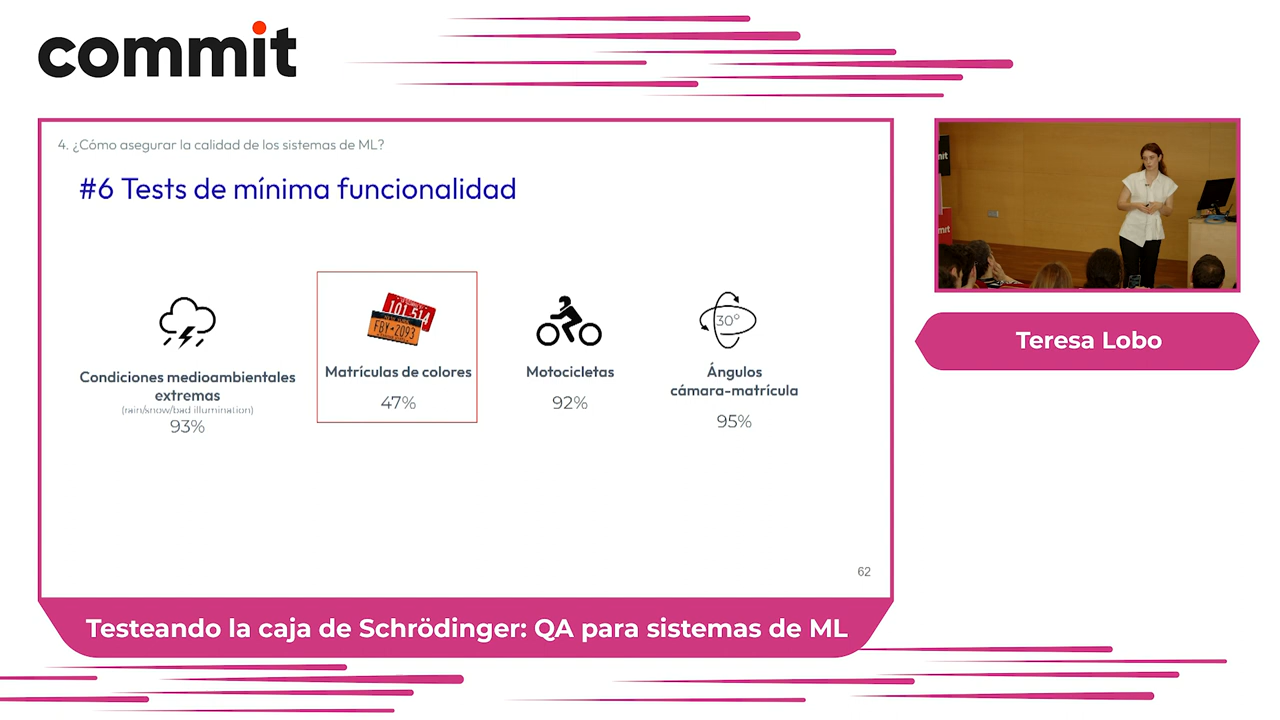 commit
4. ¿Cómo asegurar la calidad de los sistemas de ML?
#6 Tests de mínima funcionalidad
30°
Condiciones medioambientales
extremas
(rain/snow/bad illumination)
93%
101 514
FBY·2093
Matrículas de colores
47%
Motocicletas
92%
Ángulos
cámara-matrícula
95%
62
Teresa Lobo
Testeando la caja de Schrödinger: QA para sistemas de ML